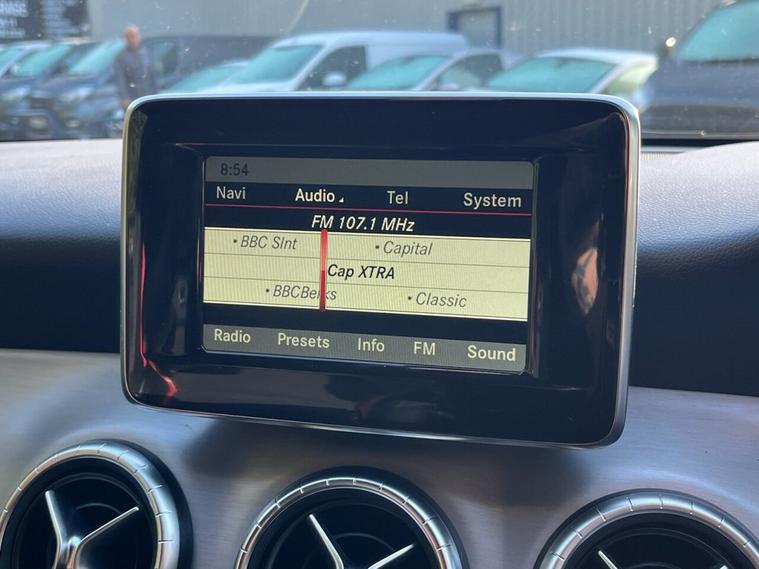 8:54
Navi Audio Tel System
FM 107.1 MHz
• BBC SInt • Capital
Cap XTRA
• BBCBerks • Classic
Radio Presets Info FM Sound